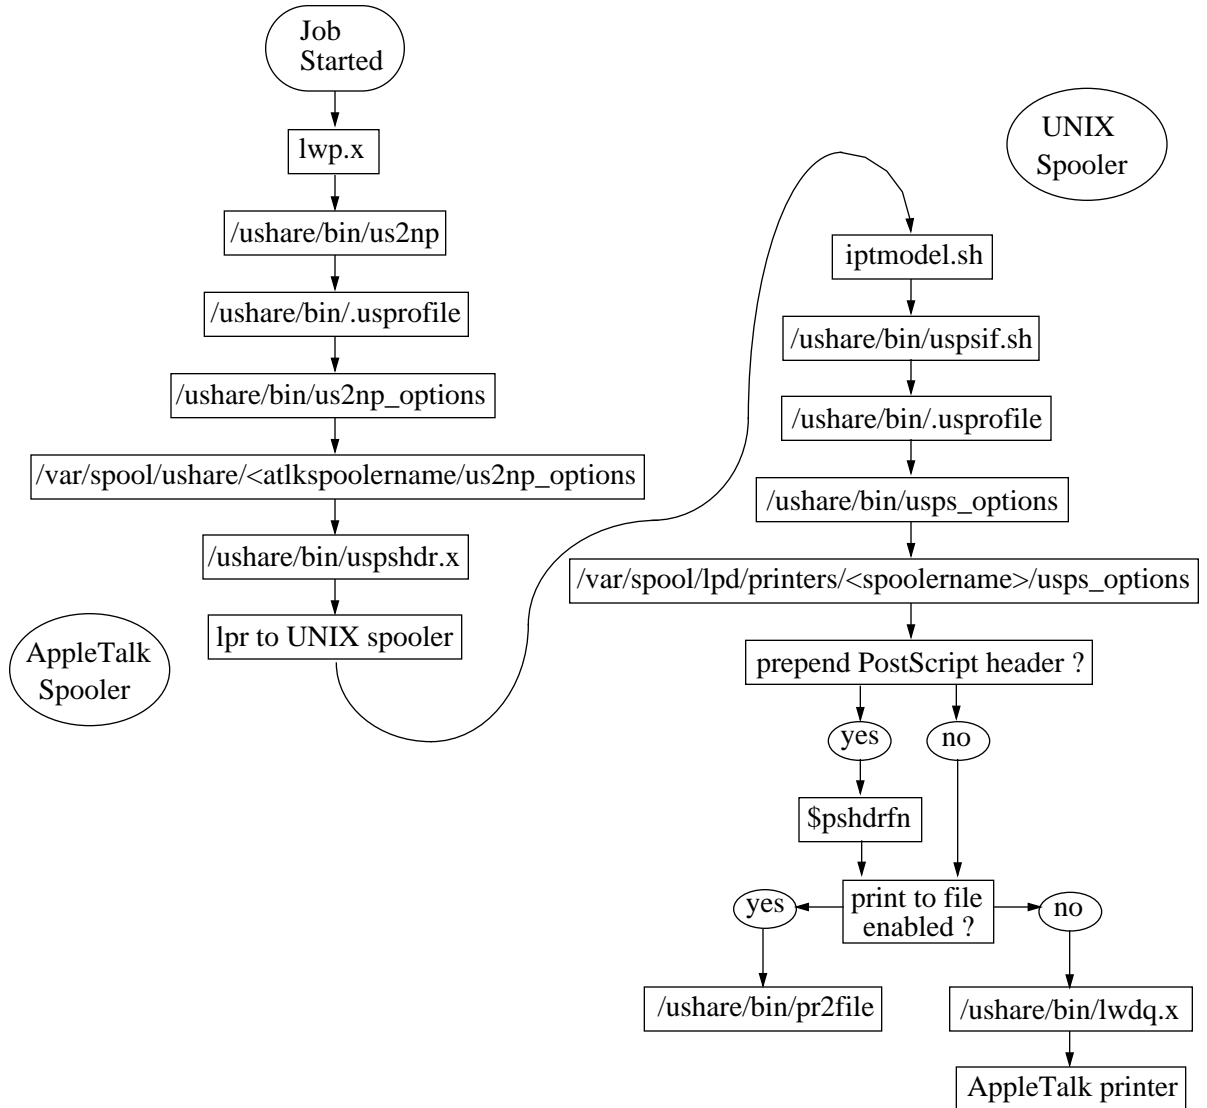 Job
Started
lwp.x
/ushare/bin/us2np
/ushare/bin/.usprofile
/ushare/bin/us2np_options
/var/spool/ushare/<atlkspoolername/us2np_options
/ushare/bin/uspshdr.x
lpr to UNIX spooler
AppleTalk
Spooler
UNIX
Spooler
iptmodel.sh
/ushare/bin/uspsif.sh
/ushare/bin/.usprofile
/ushare/bin/usps_options
/var/spool/lpd/printers/<spoolername>/usps_options
prepend PostScript header ?
yes
no
$pshdrfn
print to file
enabled ?
yes
no
/ushare/bin/pr2file
/ushare/bin/lwdq.x
AppleTalk printer